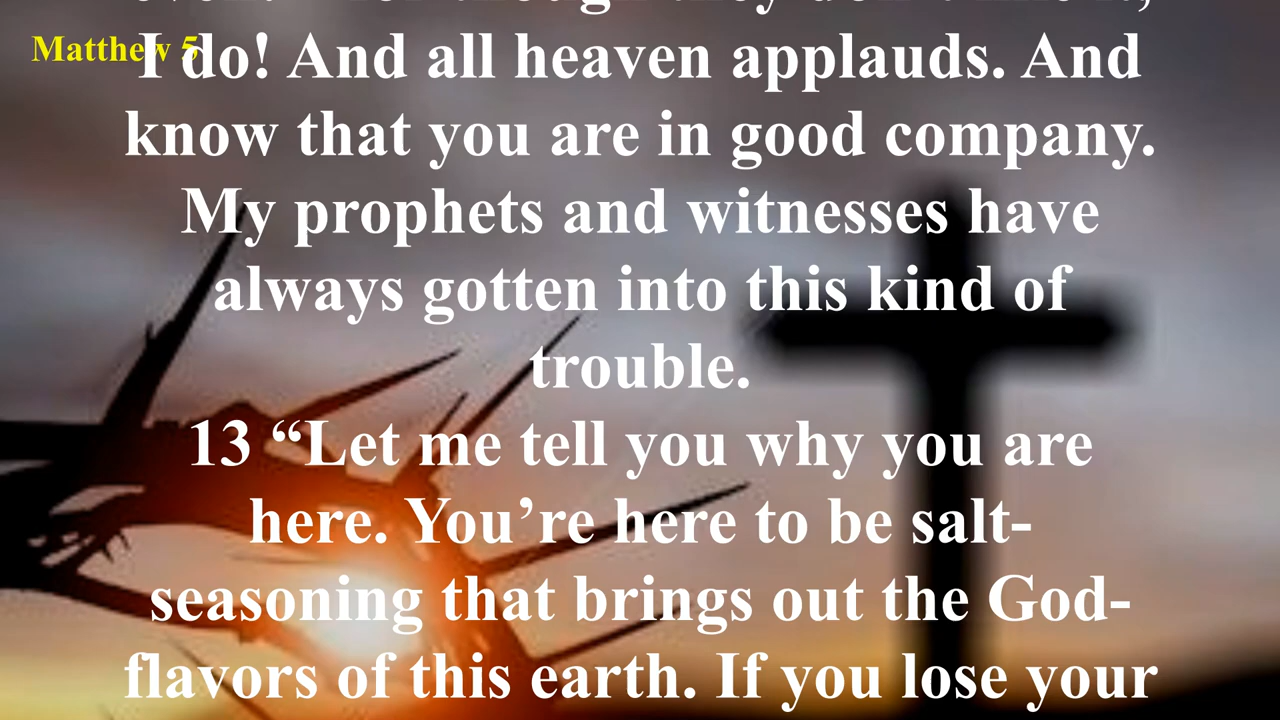 Matthew 5
I do! And all heaven applauds. And
know that you are in good company.
My prophets and witnesses have
always gotten into this kind of
trouble.
13 “Let me tell you why you are
here. You’re here to be salt-
seasoning that brings out the God-
flavors of this earth. If you lose your